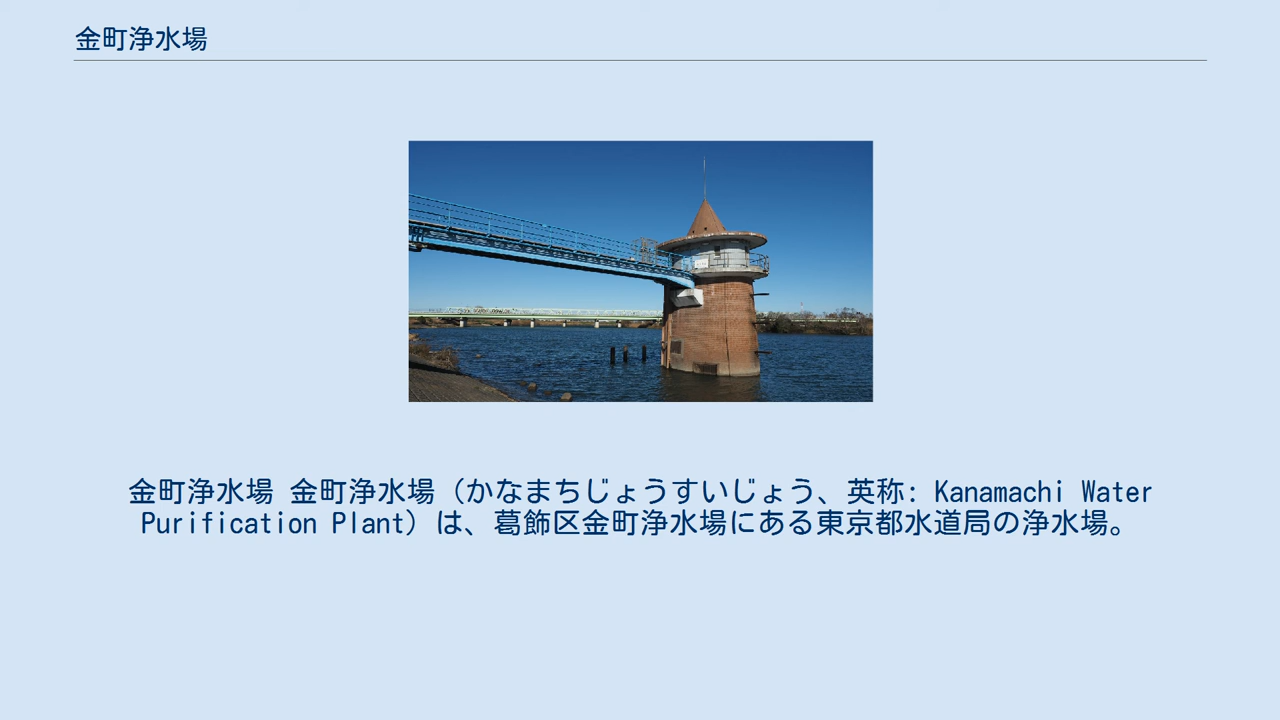 金町浄水場
金町浄水場 金町浄水場（かなまちじょうすいじょう、英称: Kanamachi Water
Purification Plant）は、葛飾区金町浄水場にある東京都水道局の浄水場。